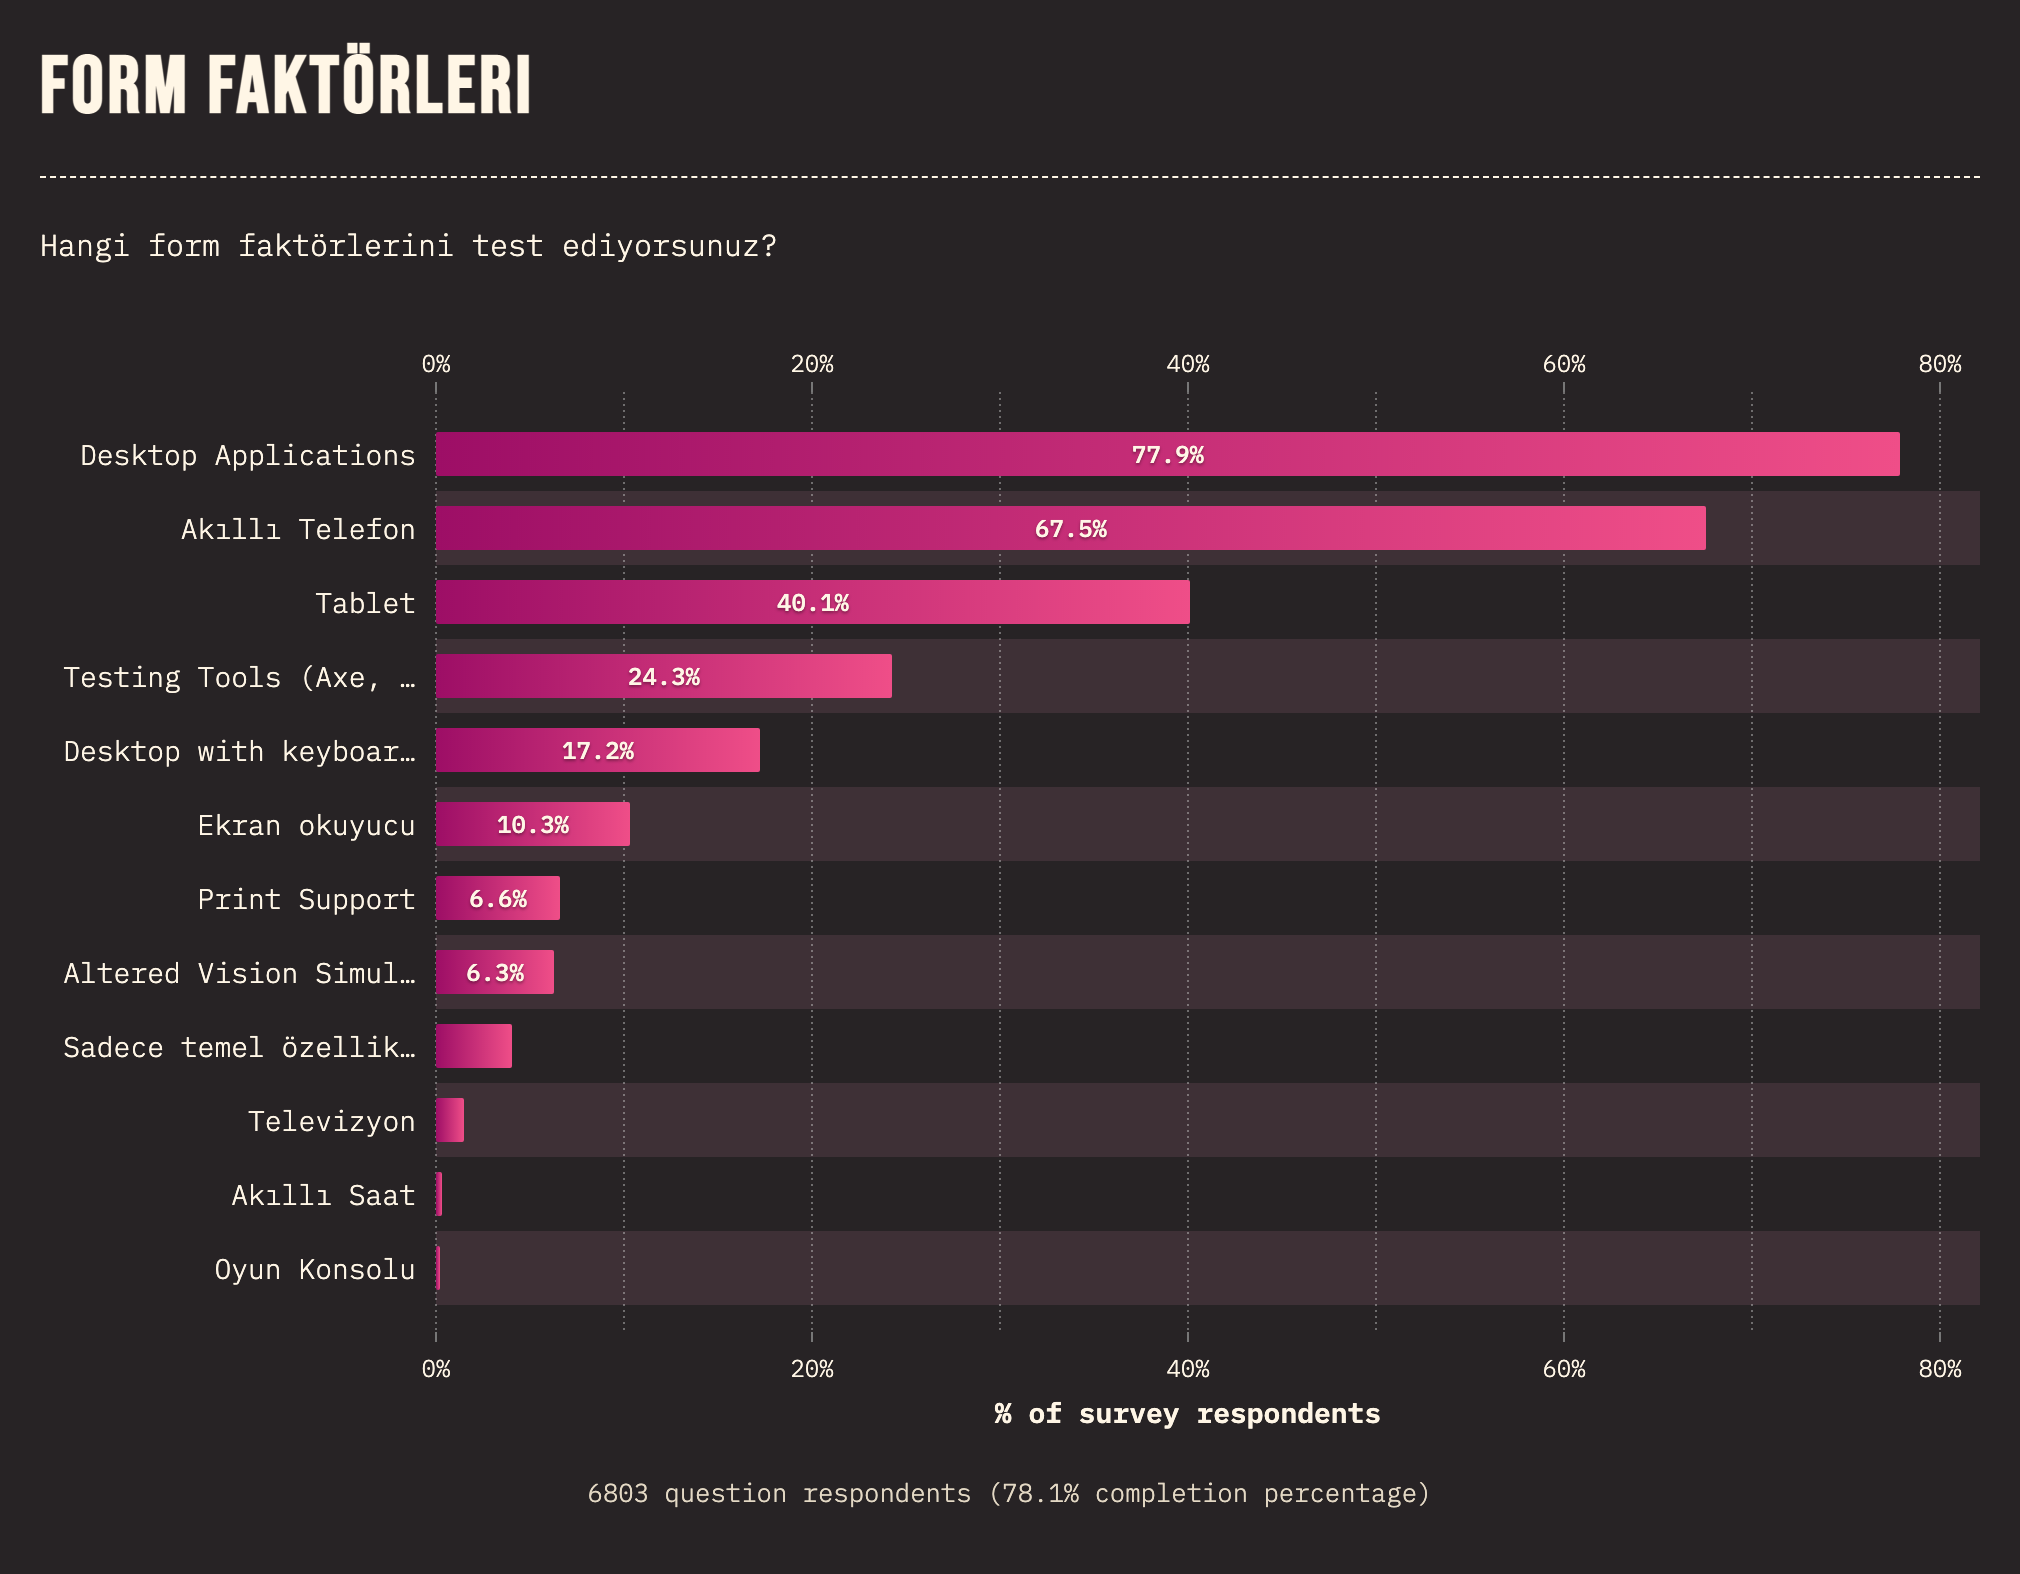 FORM FAKTÖRLERI
Hangi form faktörlerini test ediyorsunuz?
0% 20% 40% 60% 80%
Desktop Applications 77.9%
Akıllı Telefon 67.5%
Tablet 40.1%
Testing Tools (Axe, … 24.3%
Desktop with keyboar… 17.2%
Ekran okuyucu 10.3%
Print Support 6.6%
Altered Vision Simul… 6.3%
Sadece temel özellik…
Televizyon
Akıllı Saat
Oyun Konsolu
0% 20% 40% 60% 80%
% of survey respondents
6803 question respondents (78.1% completion percentage)